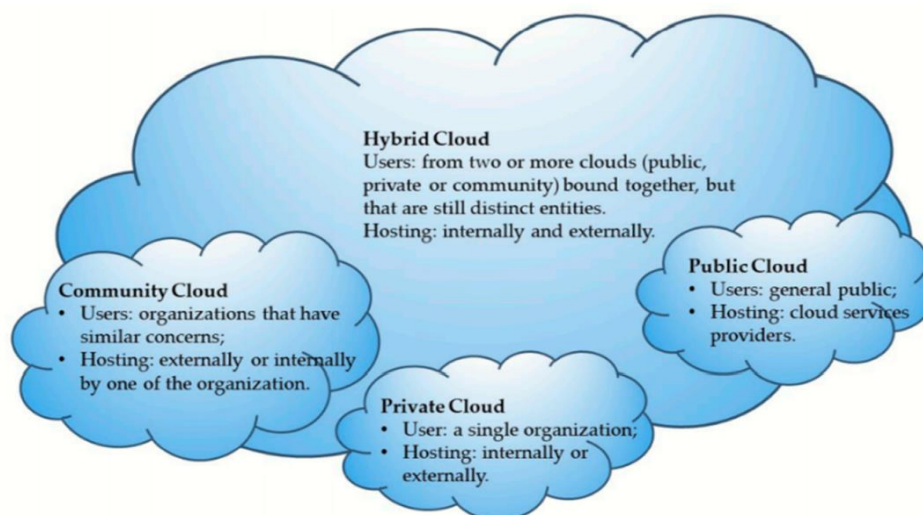 Hybrid Cloud
Users: from two or more clouds (public,
private or community) bound together, but
that are still distinct entities.
Hosting: internally and externally.
Community Cloud
• Users: organizations that have
similar concerns;
• Hosting: externally or internally
by one of the organization.
Public Cloud
• Users: general public;
• Hosting: cloud services
providers.
Private Cloud
• User: a single organization;
• Hosting: internally or
externally.